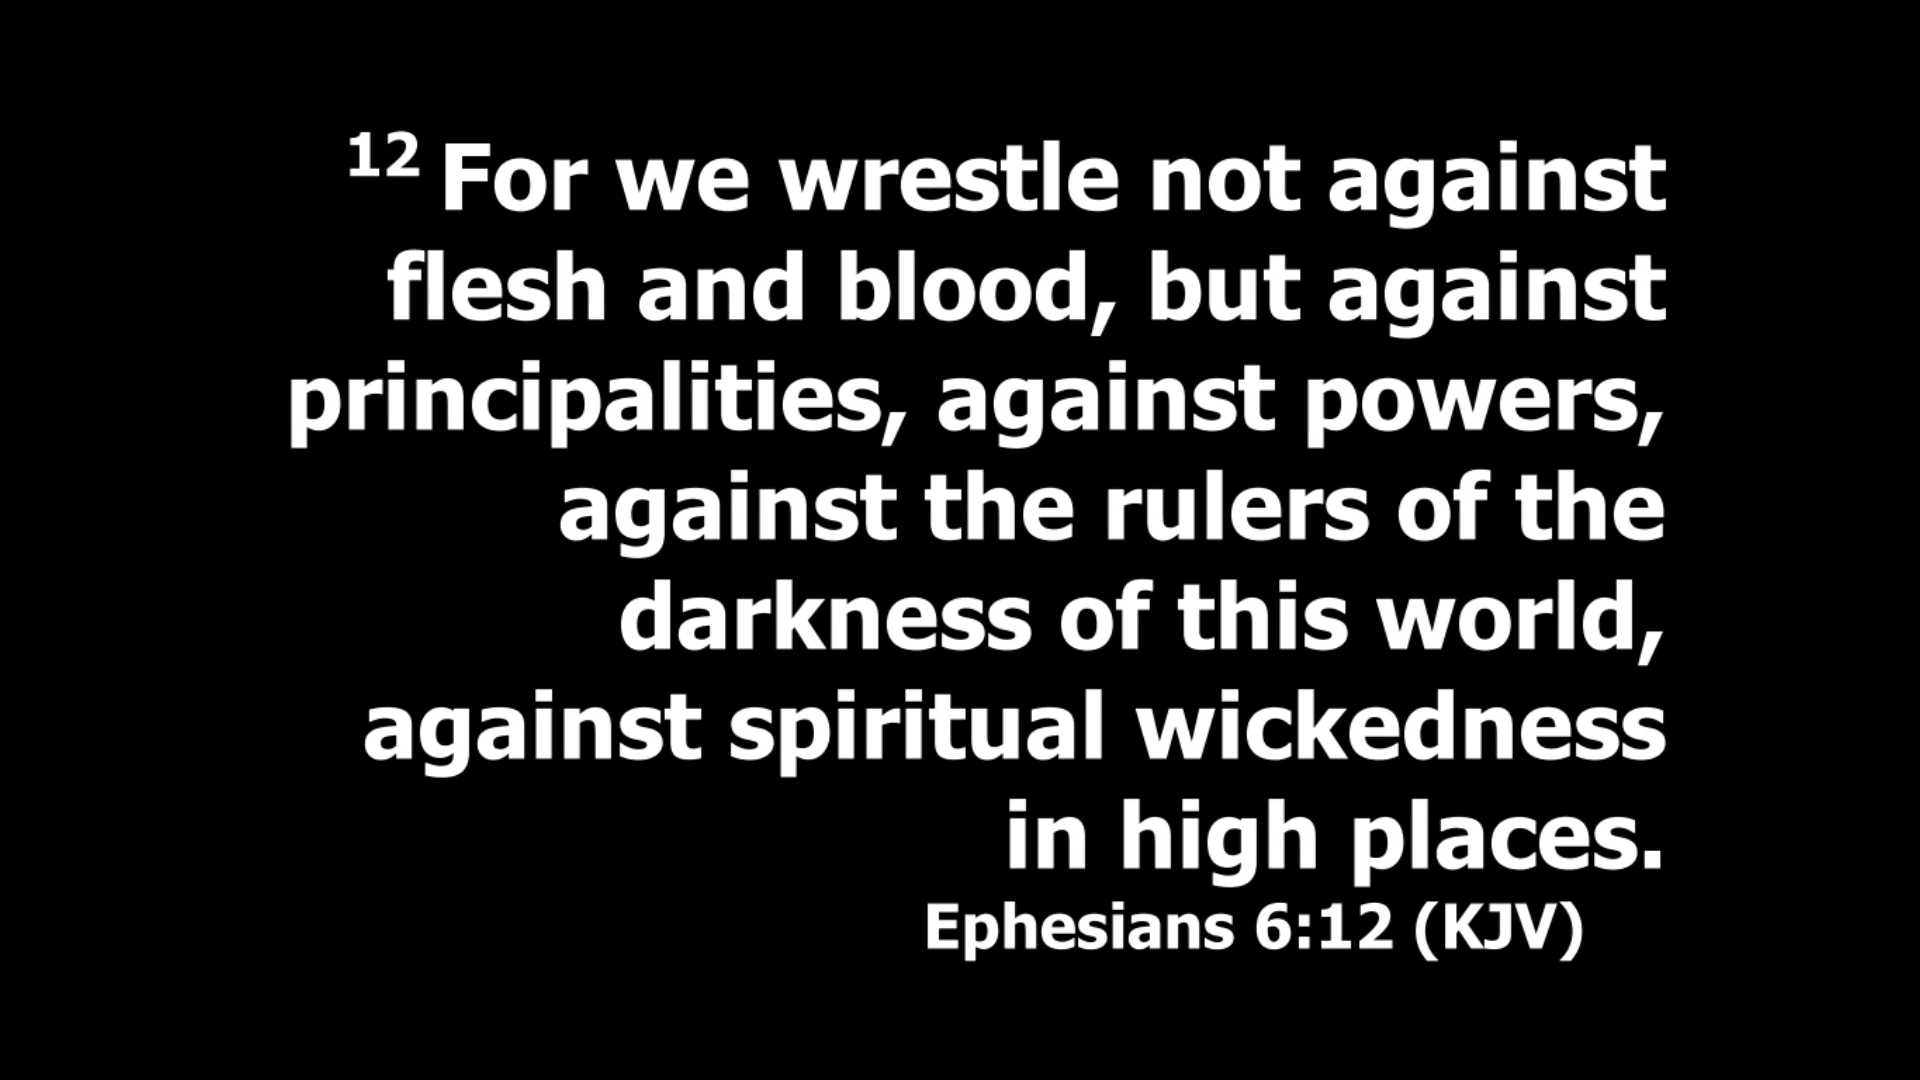 12 For we wrestle not against
flesh and blood, but against
principalities, against powers,
against the rulers of the
darkness of this world,
against spiritual wickedness
in high places.
Ephesians 6:12 (KJV)